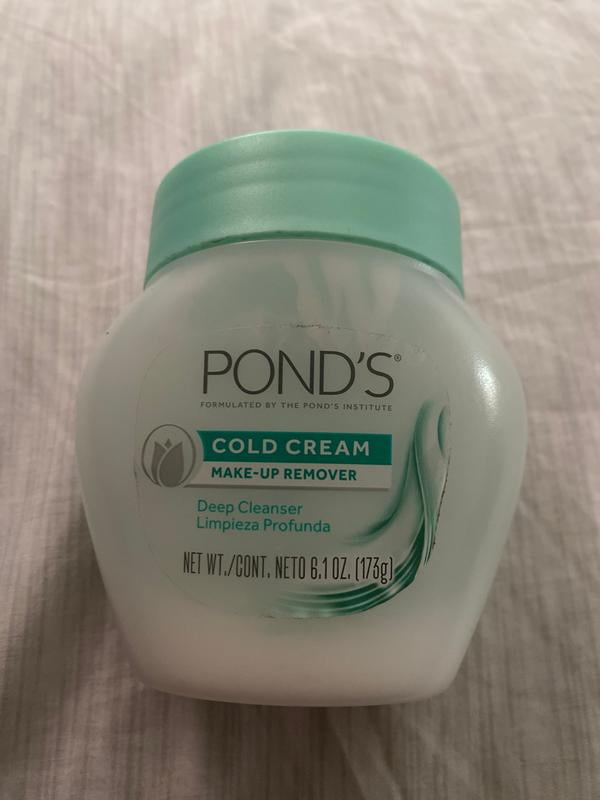 POND'S®
FORMULATED BY THE POND'S INSTITUTE
COLD CREAM
MAKE-UP REMOVER
Deep Cleanser
Limpieza Profunda
NET WT./CONT. NETO 6.1 OZ. (173g)